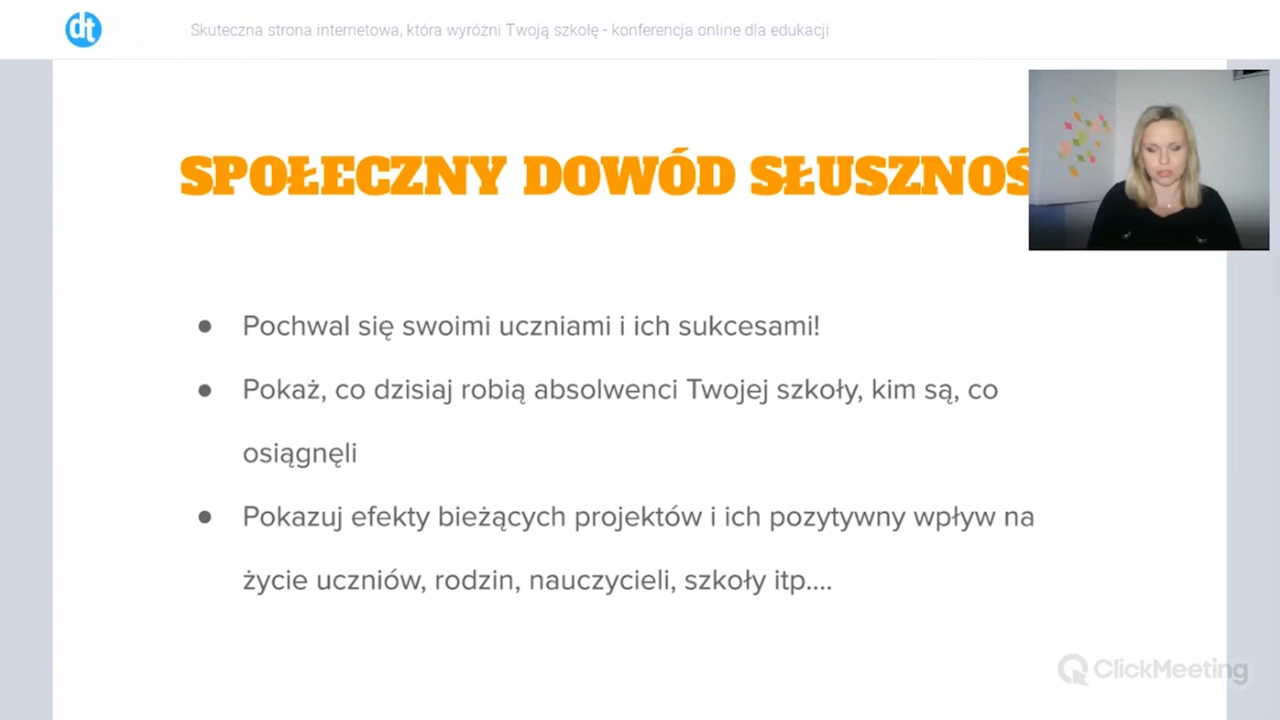 dt
Skuteczna strona internetowa, która wyróżni Twoją szkołę - konferencja online dla edukacji
SPOŁECZNY DOWÓD SŁUSZNOŚ
● Pochwal się swoimi uczniami i ich sukcesami!
● Pokaż, co dzisiaj robią absolwenci Twojej szkoły, kim są, co
osiągnęli
● Pokazuj efekty bieżących projektów i ich pozytywny wpływ na
życie uczniów, rodzin, nauczycieli, szkoły itp....
ClickMeeting